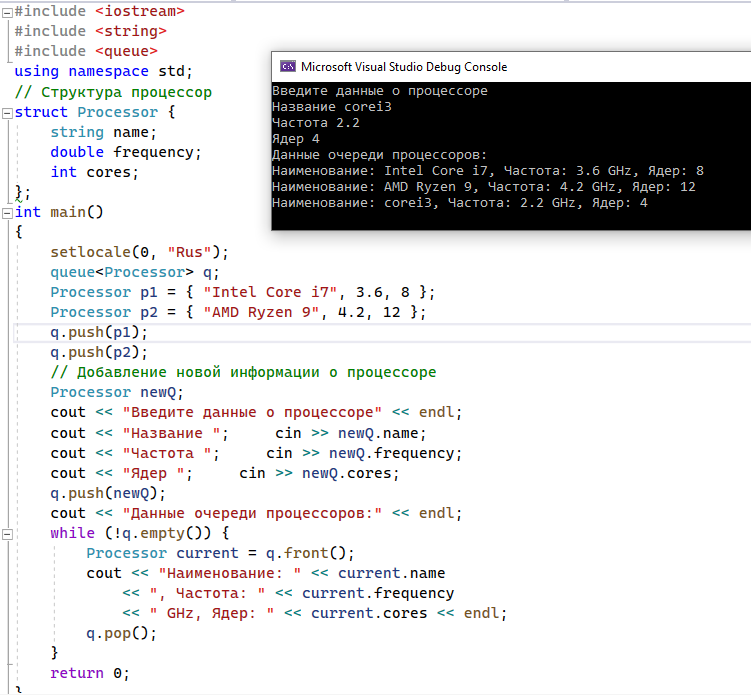 #include <iostream>
#include <string>
#include <queue>
using namespace std;
// Структура процессор
struct Processor {
    string name;
    double frequency;
    int cores;
};
int main()
{
    setlocale(0, "Rus");
    queue<Processor> q;
    Processor p1 = { "Intel Core i7", 3.6, 8 };
    Processor p2 = { "AMD Ryzen 9", 4.2, 12 };
    q.push(p1);
    q.push(p2);
    // Добавление новой информации о процессоре
    Processor newQ;
    cout << "Введите данные о процессоре" << endl;
    cout << "Название ";     cin >> newQ.name;
    cout << "Частота ";     cin >> newQ.frequency;
    cout << "Ядер ";     cin >> newQ.cores;
    q.push(newQ);
    cout << "Данные очереди процессоров:" << endl;
    while (!q.empty()) {
        Processor current = q.front();
        cout << "Наименование: " << current.name
            << ", Частота: " << current.frequency
            << " GHz, Ядер: " << current.cores << endl;
        q.pop();
    }
    return 0;
}
Microsoft Visual Studio Debug Console
Введите данные о процессоре
Название corei3
Частота 2.2
Ядер 4
Данные очереди процессоров:
Наименование: Intel Core i7, Частота: 3.6 GHz, Ядер: 8
Наименование: AMD Ryzen 9, Частота: 4.2 GHz, Ядер: 12
Наименование: corei3, Частота: 2.2 GHz, Ядер: 4